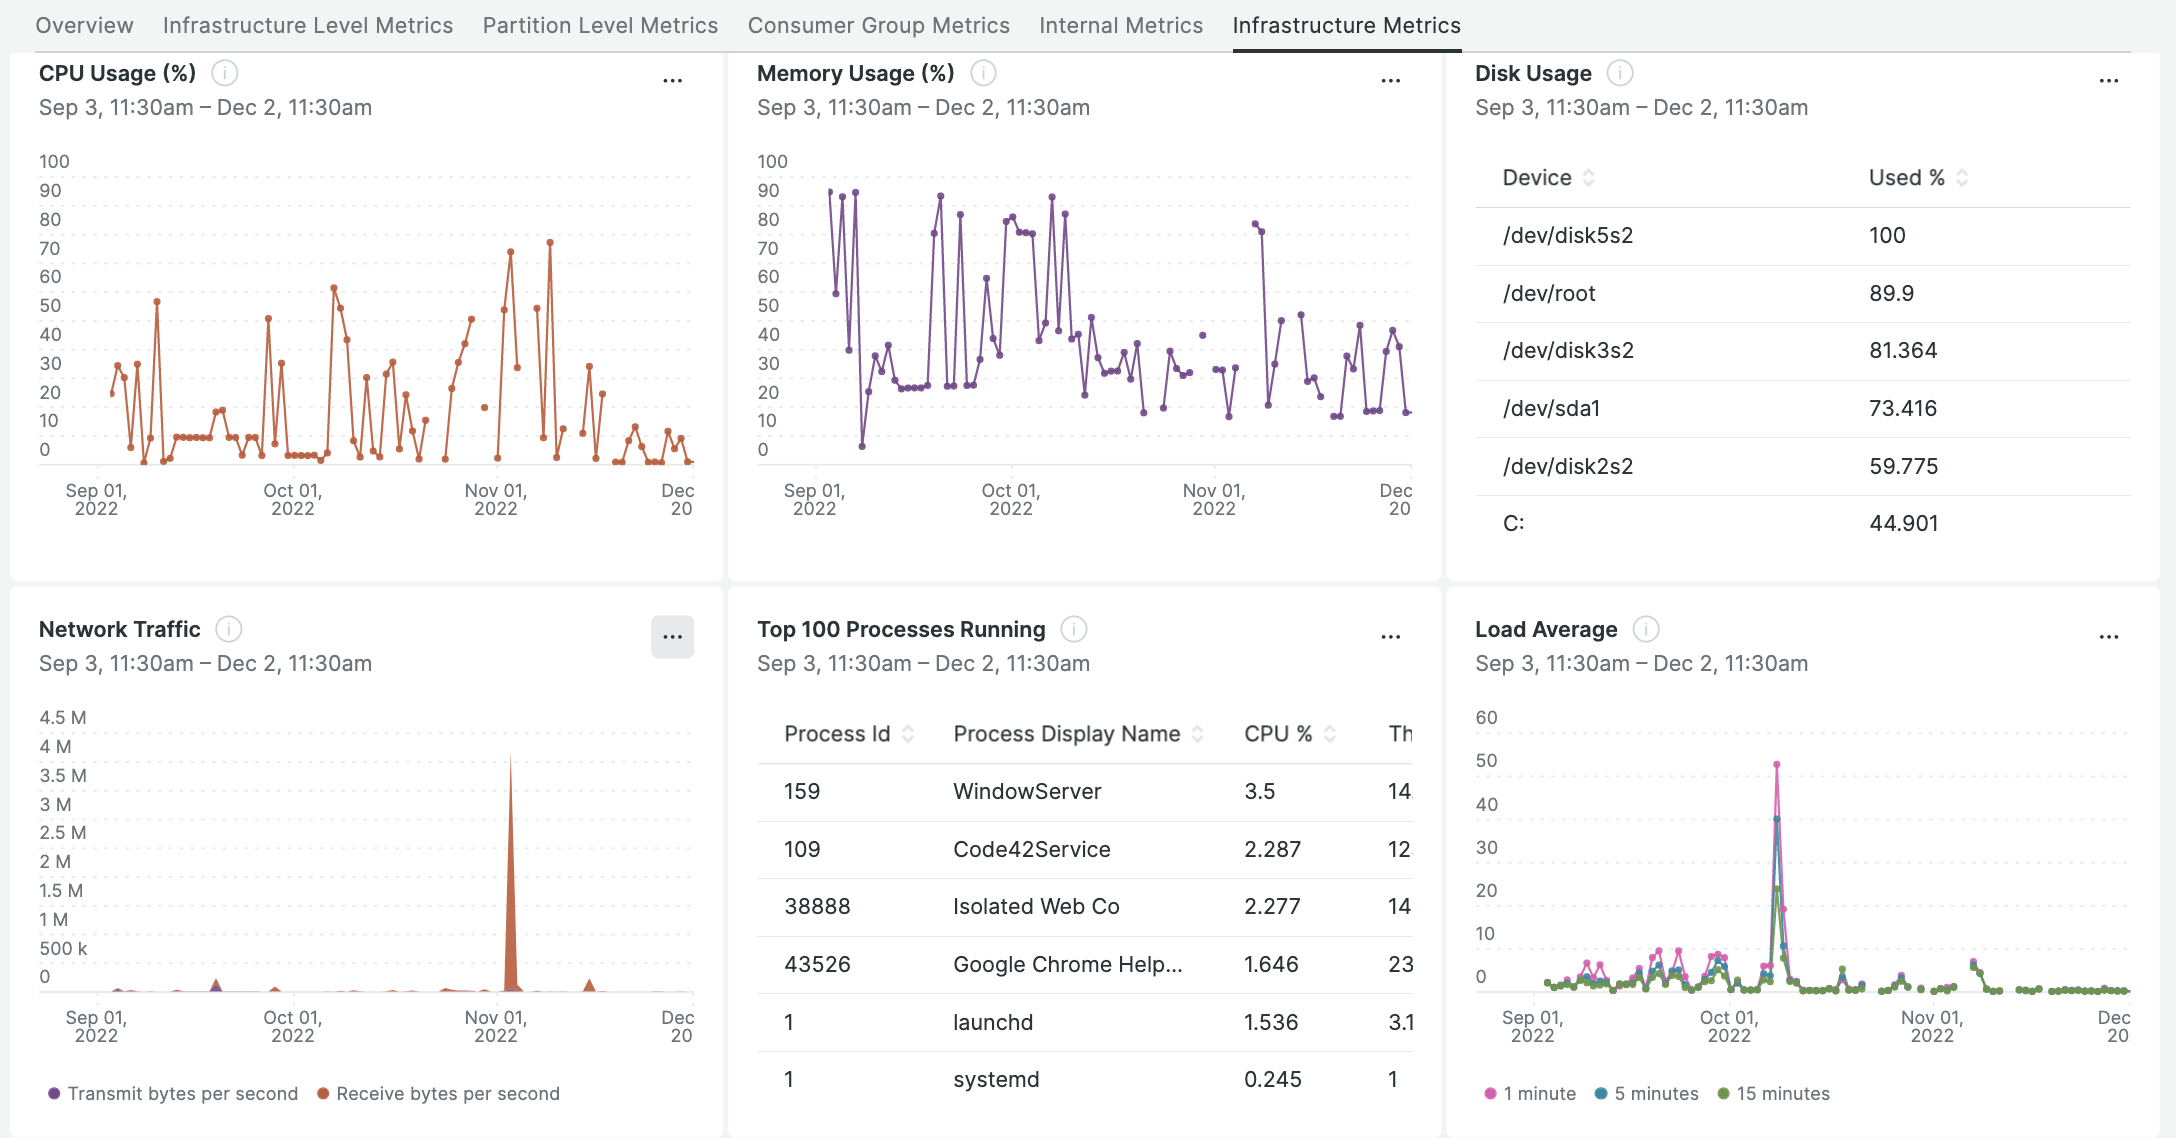 Overview Infrastructure Level Metrics Partition Level Metrics Consumer Group Metrics Internal Metrics Infrastructure Metrics
CPU Usage (%)
Sep 3, 11:30am – Dec 2, 11:30am
100
90
80
70
60
50
40
30
20
10
0
Sep 01, 2022
Oct 01, 2022
Nov 01, 2022
Dec 20
Memory Usage (%)
Sep 3, 11:30am – Dec 2, 11:30am
100
90
80
70
60
50
40
30
20
10
0
Sep 01, 2022
Oct 01, 2022
Nov 01, 2022
Dec 20
Disk Usage
Sep 3, 11:30am – Dec 2, 11:30am
Device Used %
/dev/disk5s2 100
/dev/root 89.9
/dev/disk3s2 81.364
/dev/sda1 73.416
/dev/disk2s2 59.775
C: 44.901
Network Traffic
Sep 3, 11:30am – Dec 2, 11:30am
4.5 M
4 M
3.5 M
3 M
2.5 M
2 M
1.5 M
1 M
500 k
0
Sep 01, 2022
Oct 01, 2022
Nov 01, 2022
Dec 20
Transmit bytes per second Receive bytes per second
Top 100 Processes Running
Sep 3, 11:30am – Dec 2, 11:30am
Process Id Process Display Name CPU % Th
159 WindowServer 3.5 14.
109 Code42Service 2.287 12
38888 Isolated Web Co 2.277 14
43526 Google Chrome Help... 1.646 23
1 launchd 1.536 3.1
1 systemd 0.245 1
Load Average
Sep 3, 11:30am – Dec 2, 11:30am
60
50
40
30
20
10
0
Sep 01, 2022
Oct 01, 2022
Nov 01, 2022
Dec 20
1 minute 5 minutes 15 minutes